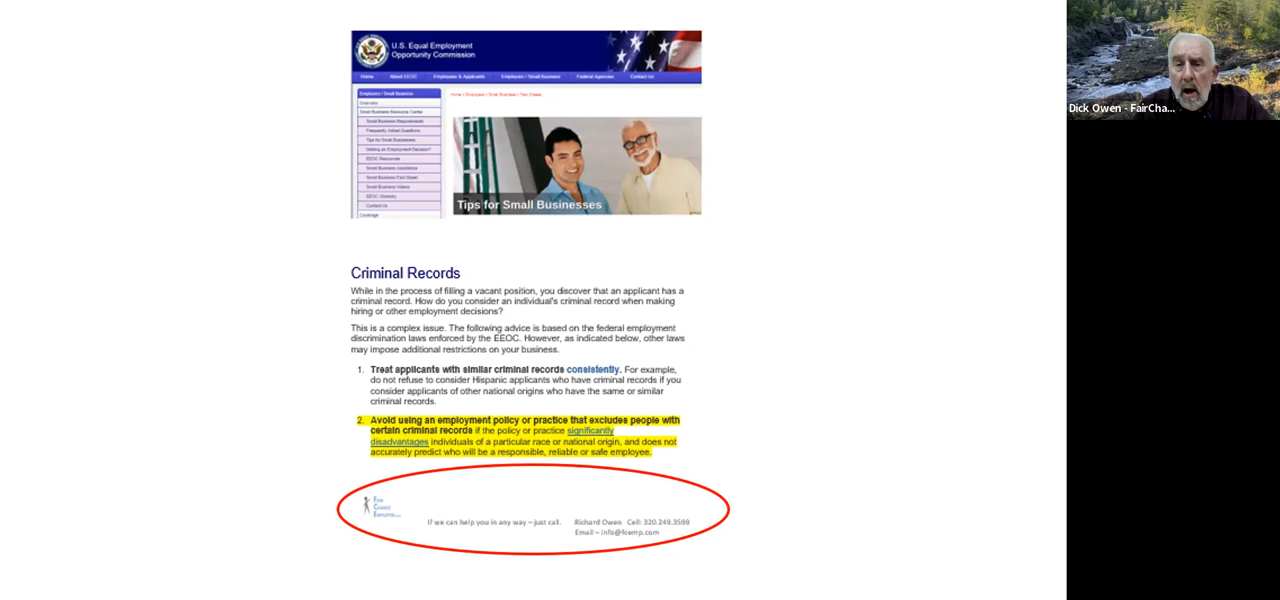 U.S. Equal Employment
Opportunity Commission
Home About EEOC Employees & Applicants Employers / Small Business Federal Agencies Contact Us
Employers / Small Business
Overview
Small Business Resource Center
Small Business Requirements
Frequently Asked Questions
Tips for Small Businesses
Making an Employment Decision?
EEOC Resources
Small Business Assistance
Small Business Fact Sheet
Small Business Videos
EEOC Glossary
Contact Us
Coverage
Home > Employers > Small Business > Fact Sheets
Tips for Small Businesses
Dick Owen - FairCha...
Criminal Records
While in the process of filling a vacant position, you discover that an applicant has a
criminal record. How do you consider an individual's criminal record when making
hiring or other employment decisions?
This is a complex issue. The following advice is based on the federal employment
discrimination laws enforced by the EEOC. However, as indicated below, other laws
may impose additional restrictions on your business.
1. Treat applicants with similar criminal records consistently. For example,
do not refuse to consider Hispanic applicants who have criminal records if you
consider applicants of other national origins who have the same or similar
criminal records.
2. Avoid using an employment policy or practice that excludes people with
certain criminal records if the policy or practice significantly
disadvantages individuals of a particular race or national origin, and does not
accurately predict who will be a responsible, reliable or safe employee.
Fair
Chance
Employer
If we can help you in any way – just call. Richard Owen Cell: 320.249.3599
Email – info@fcemp.com